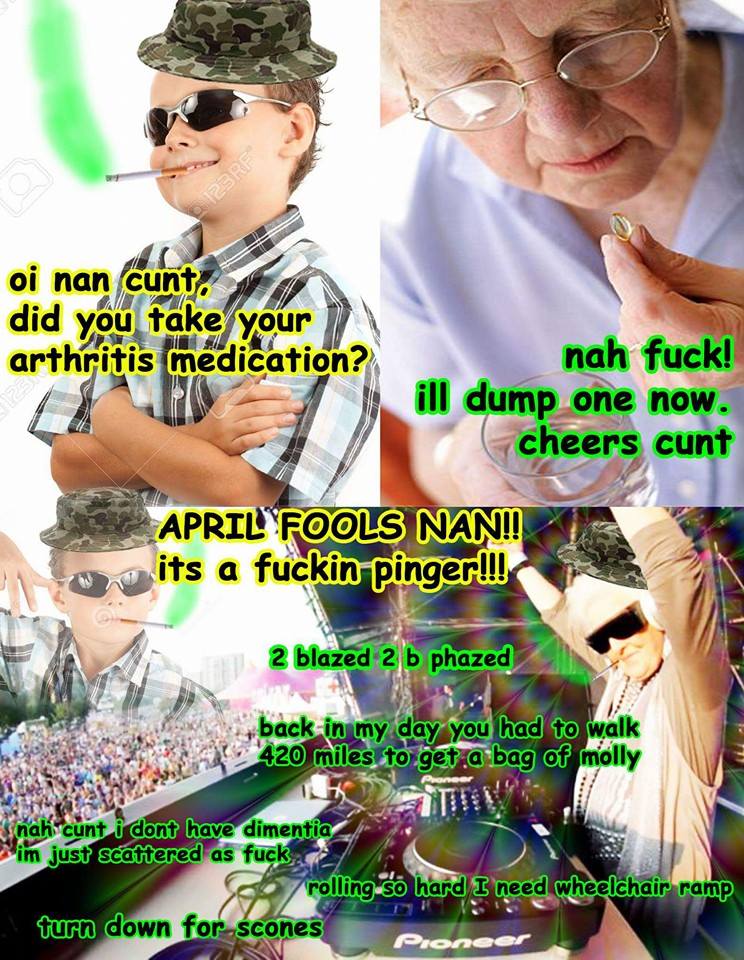 oi nan cunt,
did you take your
arthritis medication?
nah fuck!
ill dump one now.
cheers cunt
APRIL FOOLS NAN!!
its a fuckin pinger!!!
2 blazed 2 b phazed
back in my day you had to walk
420 miles to get a bag of molly
Pioneer
nah cunt i dont have dimentia
im just scattered as fuck
rolling so hard I need wheelchair ramp
turn down for scones
Pioneer
123RF